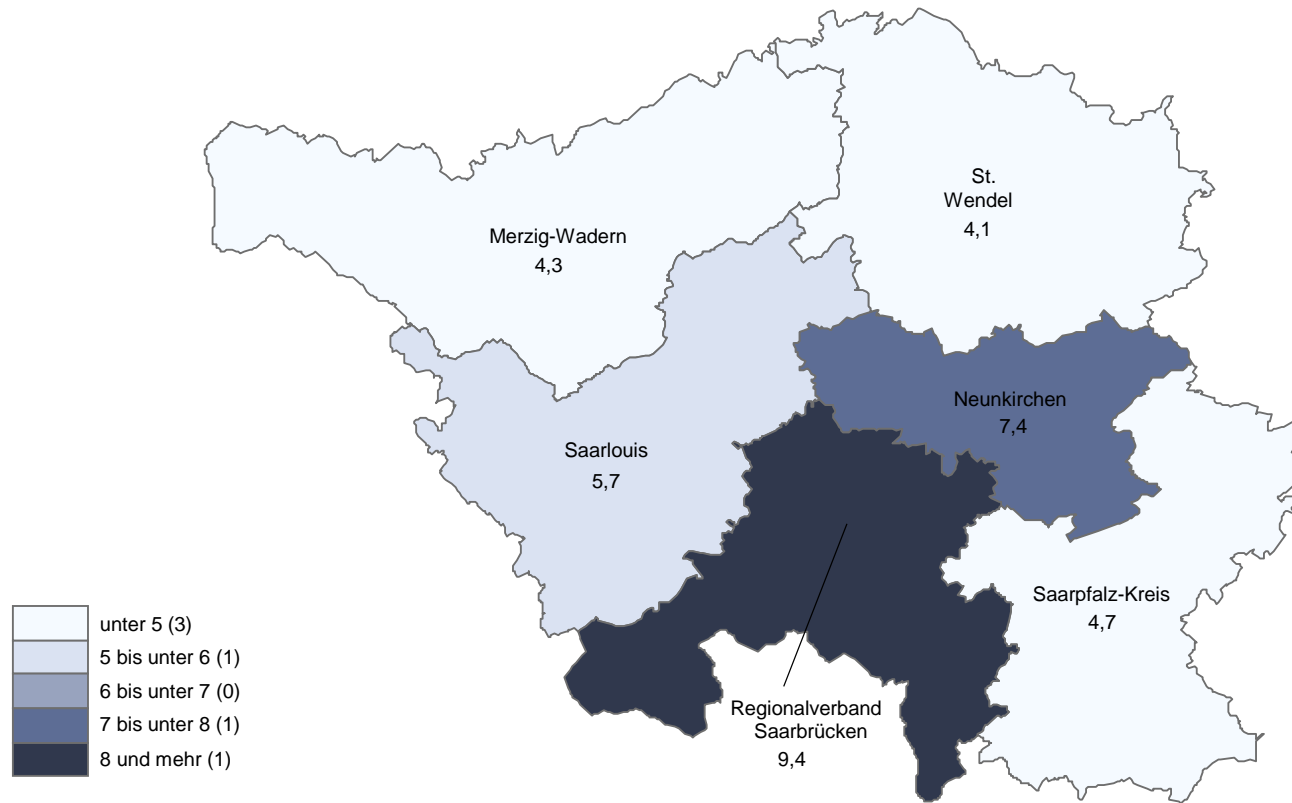 St.
Wendel
4,1
Merzig-Wadern
4,3
Neunkirchen
7,4
Saarlouis
5,7
Saarpfalz-Kreis
4,7
Regionalverband
Saarbrücken
9,4
unter 5 (3)
5 bis unter 6 (1)
6 bis unter 7 (0)
7 bis unter 8 (1)
8 und mehr (1)